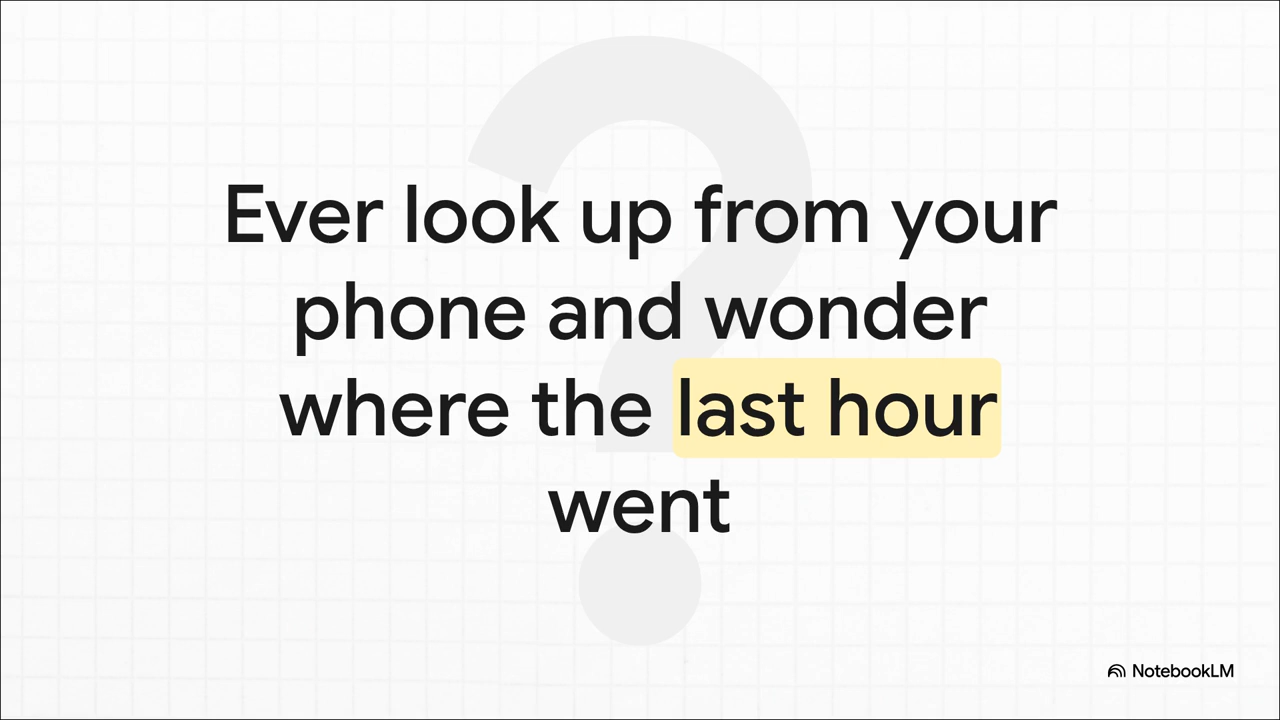 Ever look up from your
phone and wonder
where the last hour
went
NotebookLM